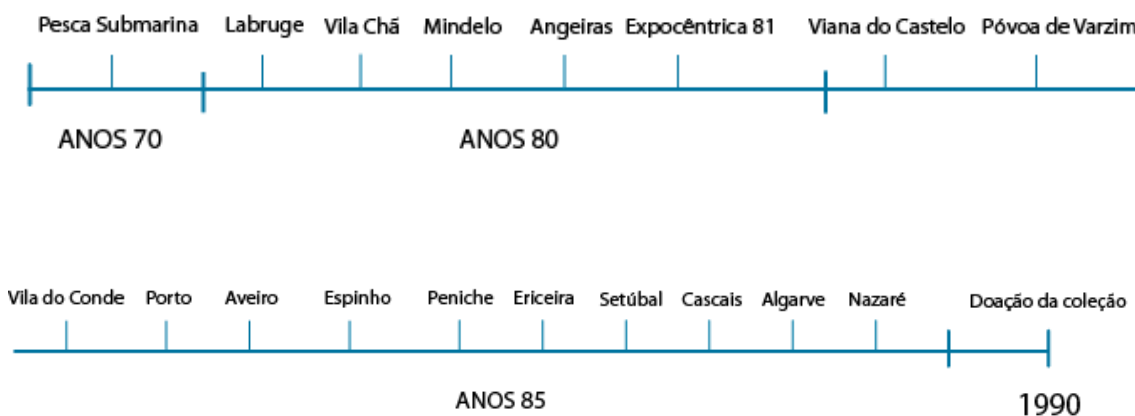 Pesca Submarina Labruge Vila Chã Mindelo Angeiras Expocêntrica 81 Viana do Castelo Póvoa de Varzim
ANOS 70 ANOS 80
Vila do Conde Porto Aveiro Espinho Peniche Ericeira Setúbal Cascais Algarve Nazaré Doação da coleção
ANOS 85 1990